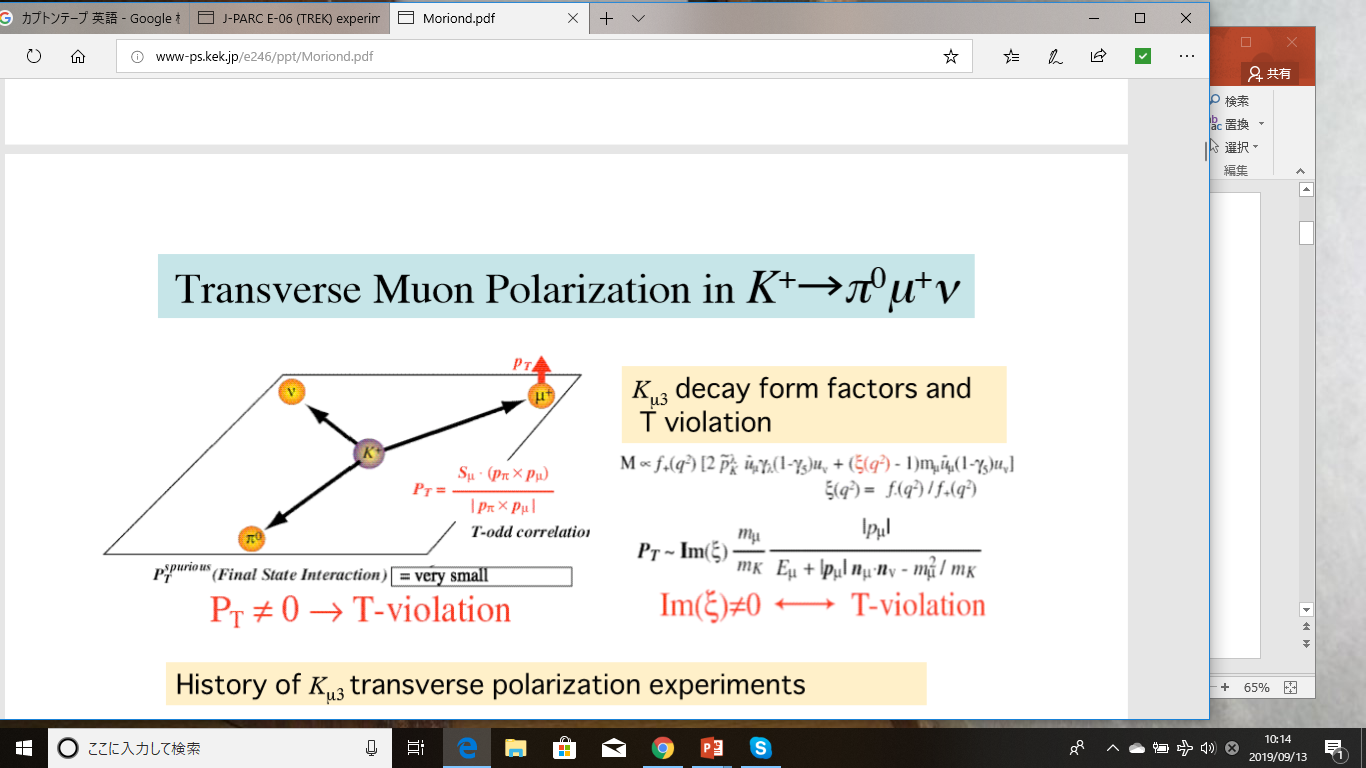 カプトンテープ 英語 - Google
J-PARC E-06 (TREK) experim
Moriond.pdf
www-ps.kek.jp/e246/ppt/Moriond.pdf
共有
検索
置換
選択
編集
Transverse Muon Polarization in K⁺→π⁰μ⁺ν
p_T
ν
μ⁺
K⁺
π⁰
P_T = S_μ · (p_π × p_μ) / | p_π × p_μ |
T-odd correlation
P_T^spurious (Final State Interaction) = very small
P_T ≠ 0 → T-violation
K_μ3 decay form factors and
T violation
M ∝ f₊(q²) [2 p̃_K^λ ū_μ γ_λ(1-γ₅)u_ν + (ξ(q²) - 1)m_μ ū_μ(1-γ₅)u_ν]
ξ(q²) = f₋(q²) / f₊(q²)
P_T ~ Im(ξ) m_μ / m_K |p_μ| / E_μ + |p_μ| n_μ·n_ν - m_μ² / m_K
Im(ξ)≠0 ⟷ T-violation
History of K_μ3 transverse polarization experiments
65%
ここに入力して検索
10:14
2019/09/13
1